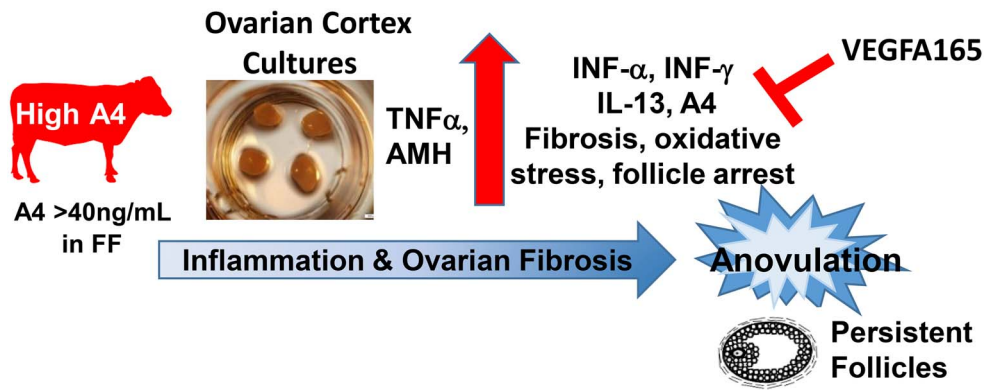 Ovarian Cortex
Cultures
High A4
A4 >40ng/mL
in FF
TNFα,
AMH
INF-α, INF-γ
IL-13, A4
Fibrosis, oxidative
stress, follicle arrest
VEGFA165
Inflammation & Ovarian Fibrosis
Anovulation
Persistent
Follicles